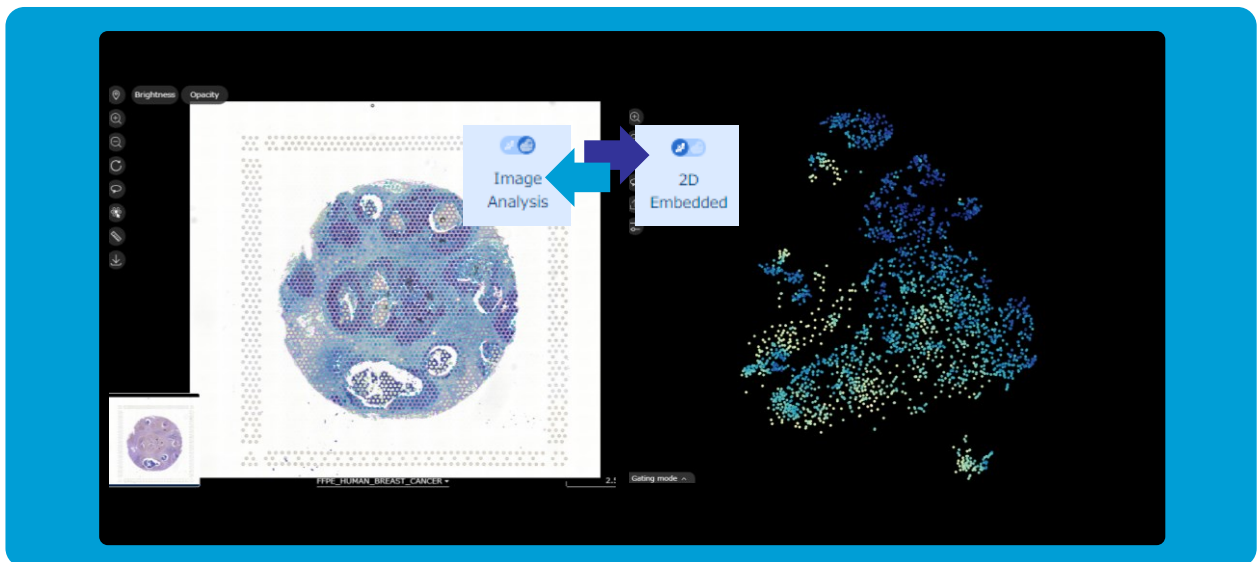 Brightness Opacity
Image
Analysis
2D
Embedded
FFPE_HUMAN_BREAST_CANCER
Gating mode